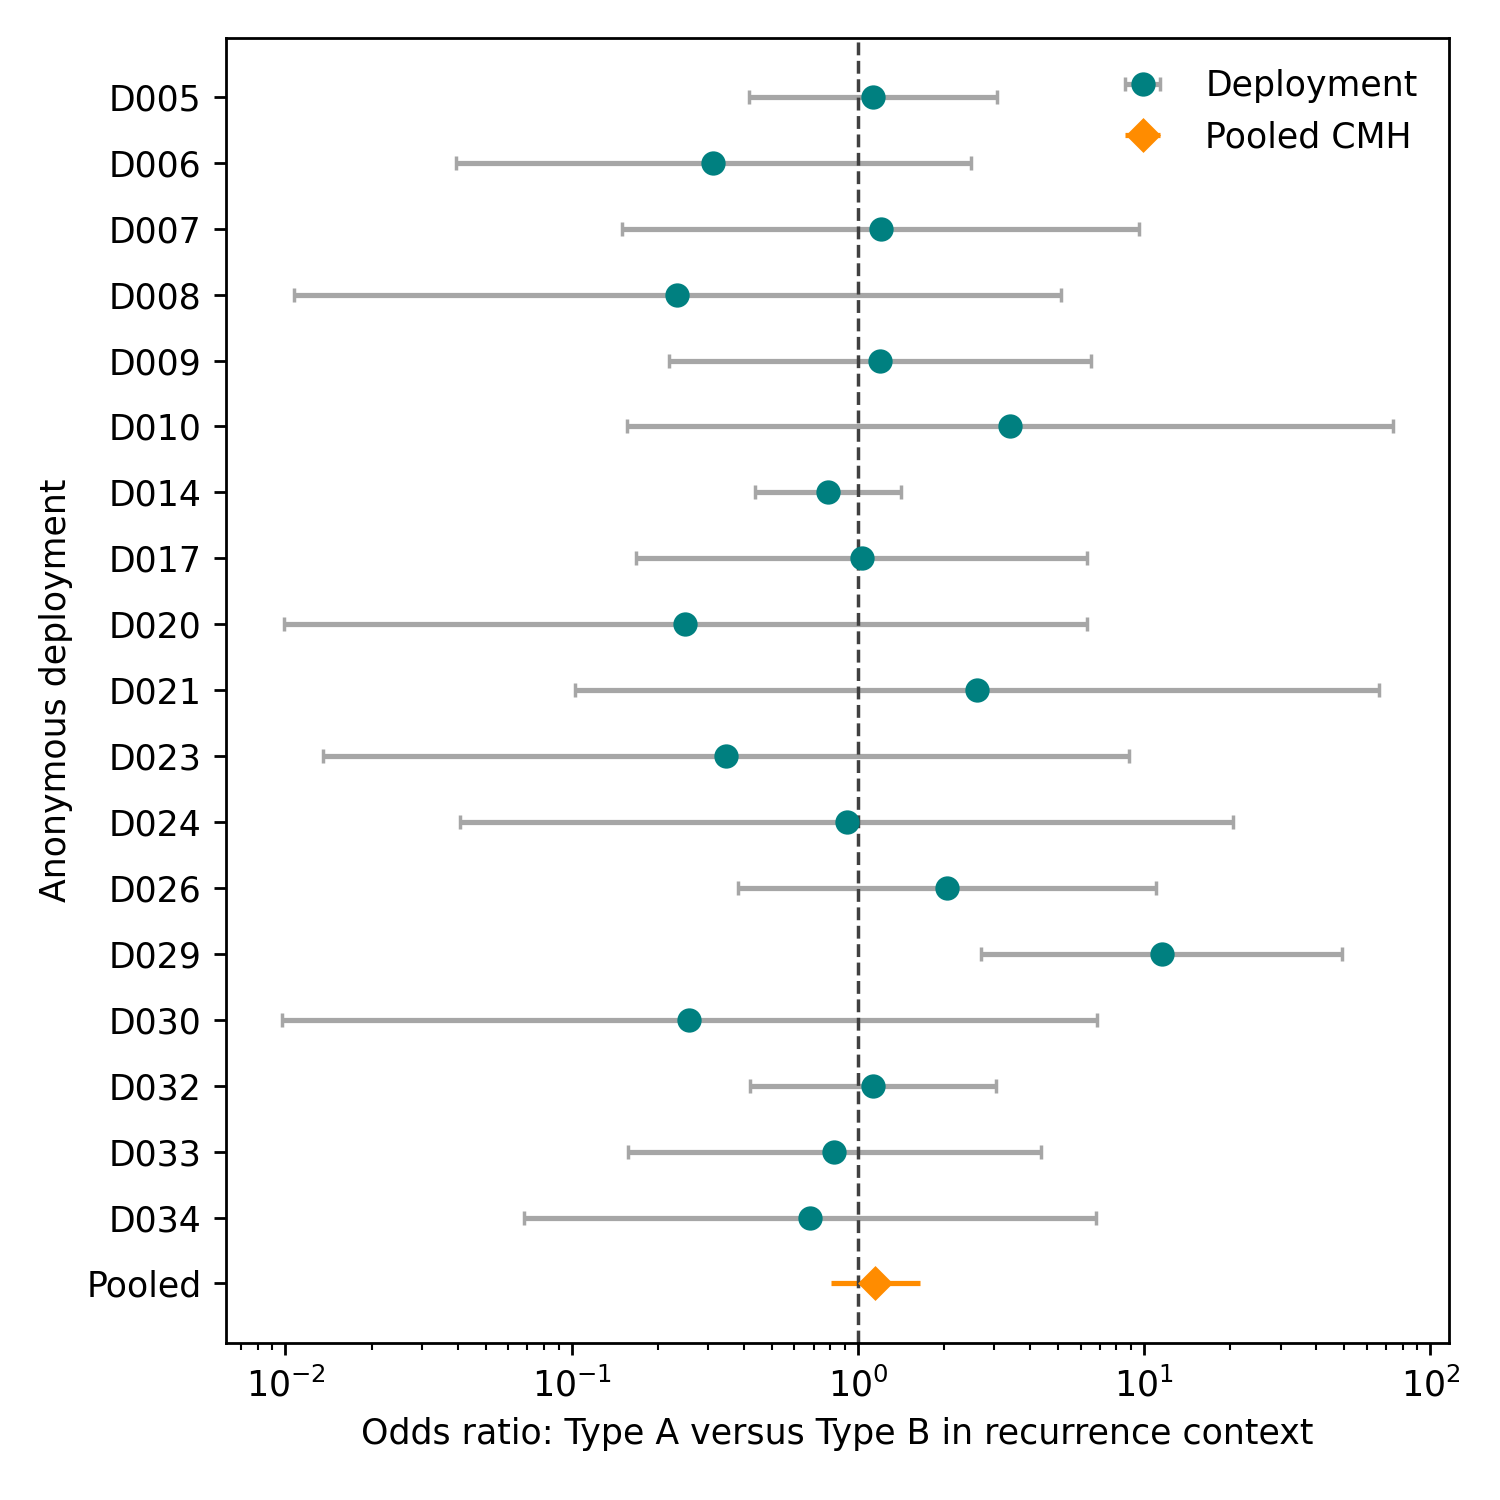 Deployment
Pooled CMH
Anonymous deployment
D005
D006
D007
D008
D009
D010
D014
D017
D020
D021
D023
D024
D026
D029
D030
D032
D033
D034
Pooled
10⁻² 10⁻¹ 10⁰ 10¹ 10²
Odds ratio: Type A versus Type B in recurrence context